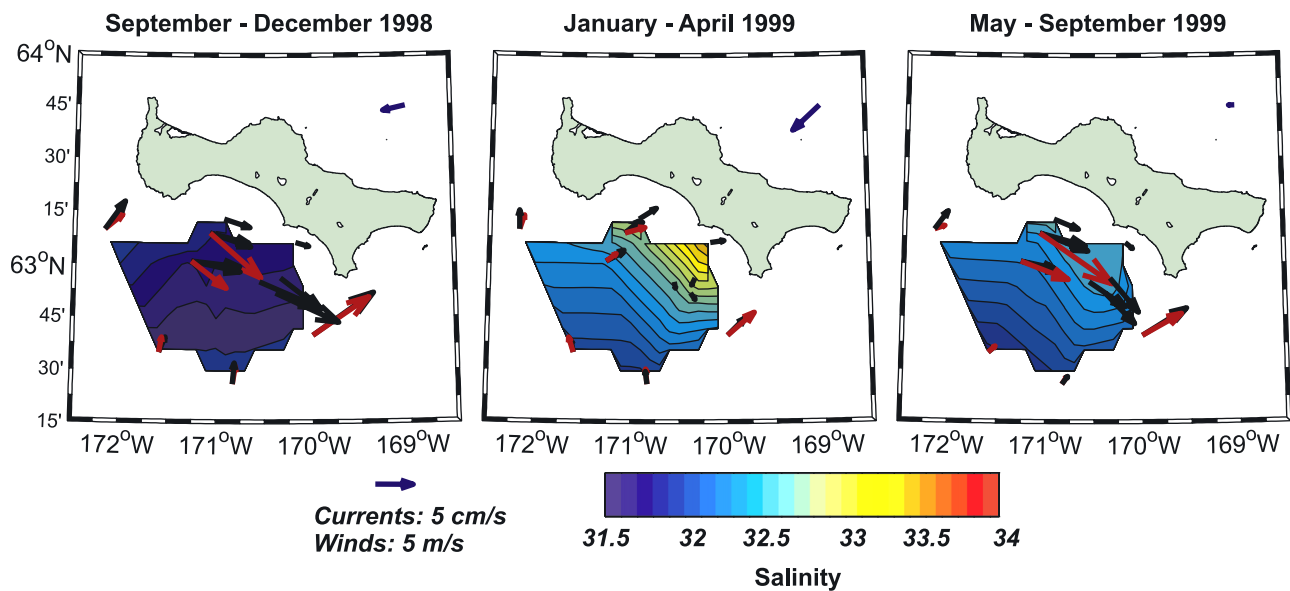 September - December 1998
January - April 1999
May - September 1999
64°N
45'
30'
15'
63°N
45'
30'
15'
172°W 171°W 170°W 169°W
172°W 171°W 170°W 169°W
172°W 171°W 170°W 169°W
Currents: 5 cm/s
Winds: 5 m/s
31.5 32 32.5 33 33.5 34
Salinity